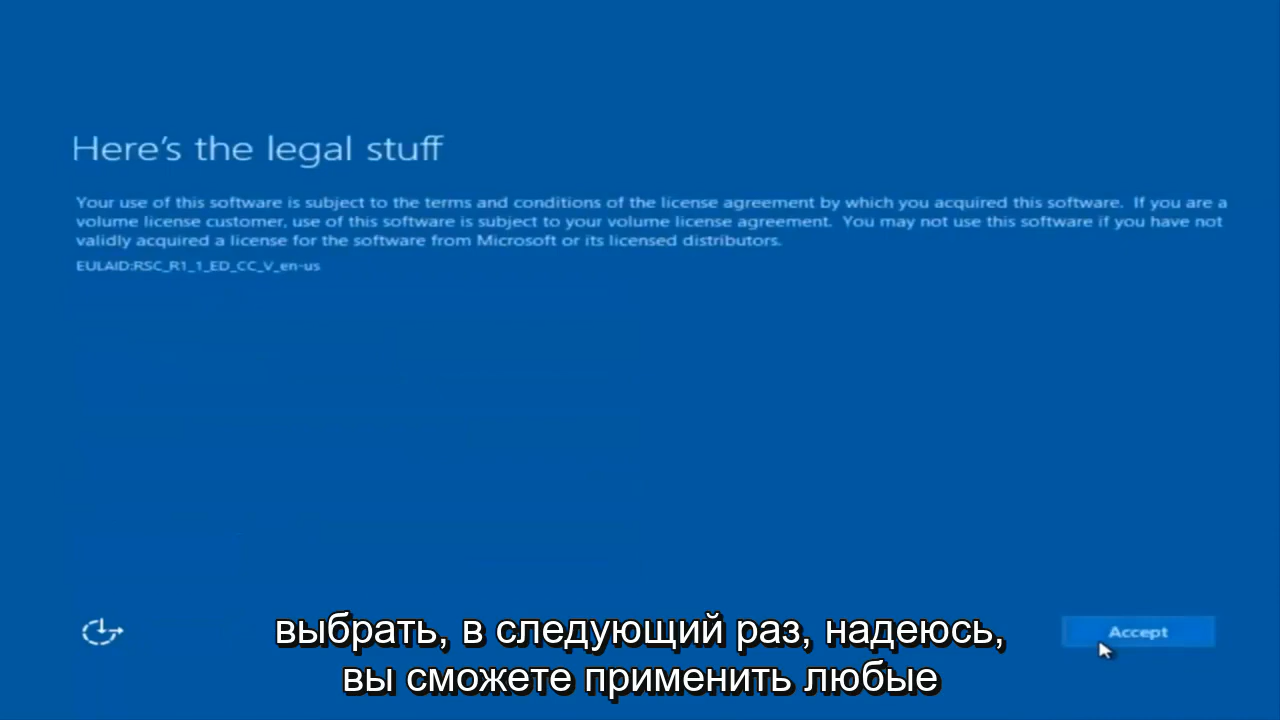 Here's the legal stuff
Your use of this software is subject to the terms and conditions of the license agreement by which you acquired this software.  If you are a
volume license customer, use of this software is subject to your volume license agreement.  You may not use this software if you have not
validly acquired a license for the software from Microsoft or its licensed distributors.
EULAID:RSC_R1_1_ED_CC_V_en-us
Accept
выбрать, в следующий раз, надеюсь,
вы сможете применить любые